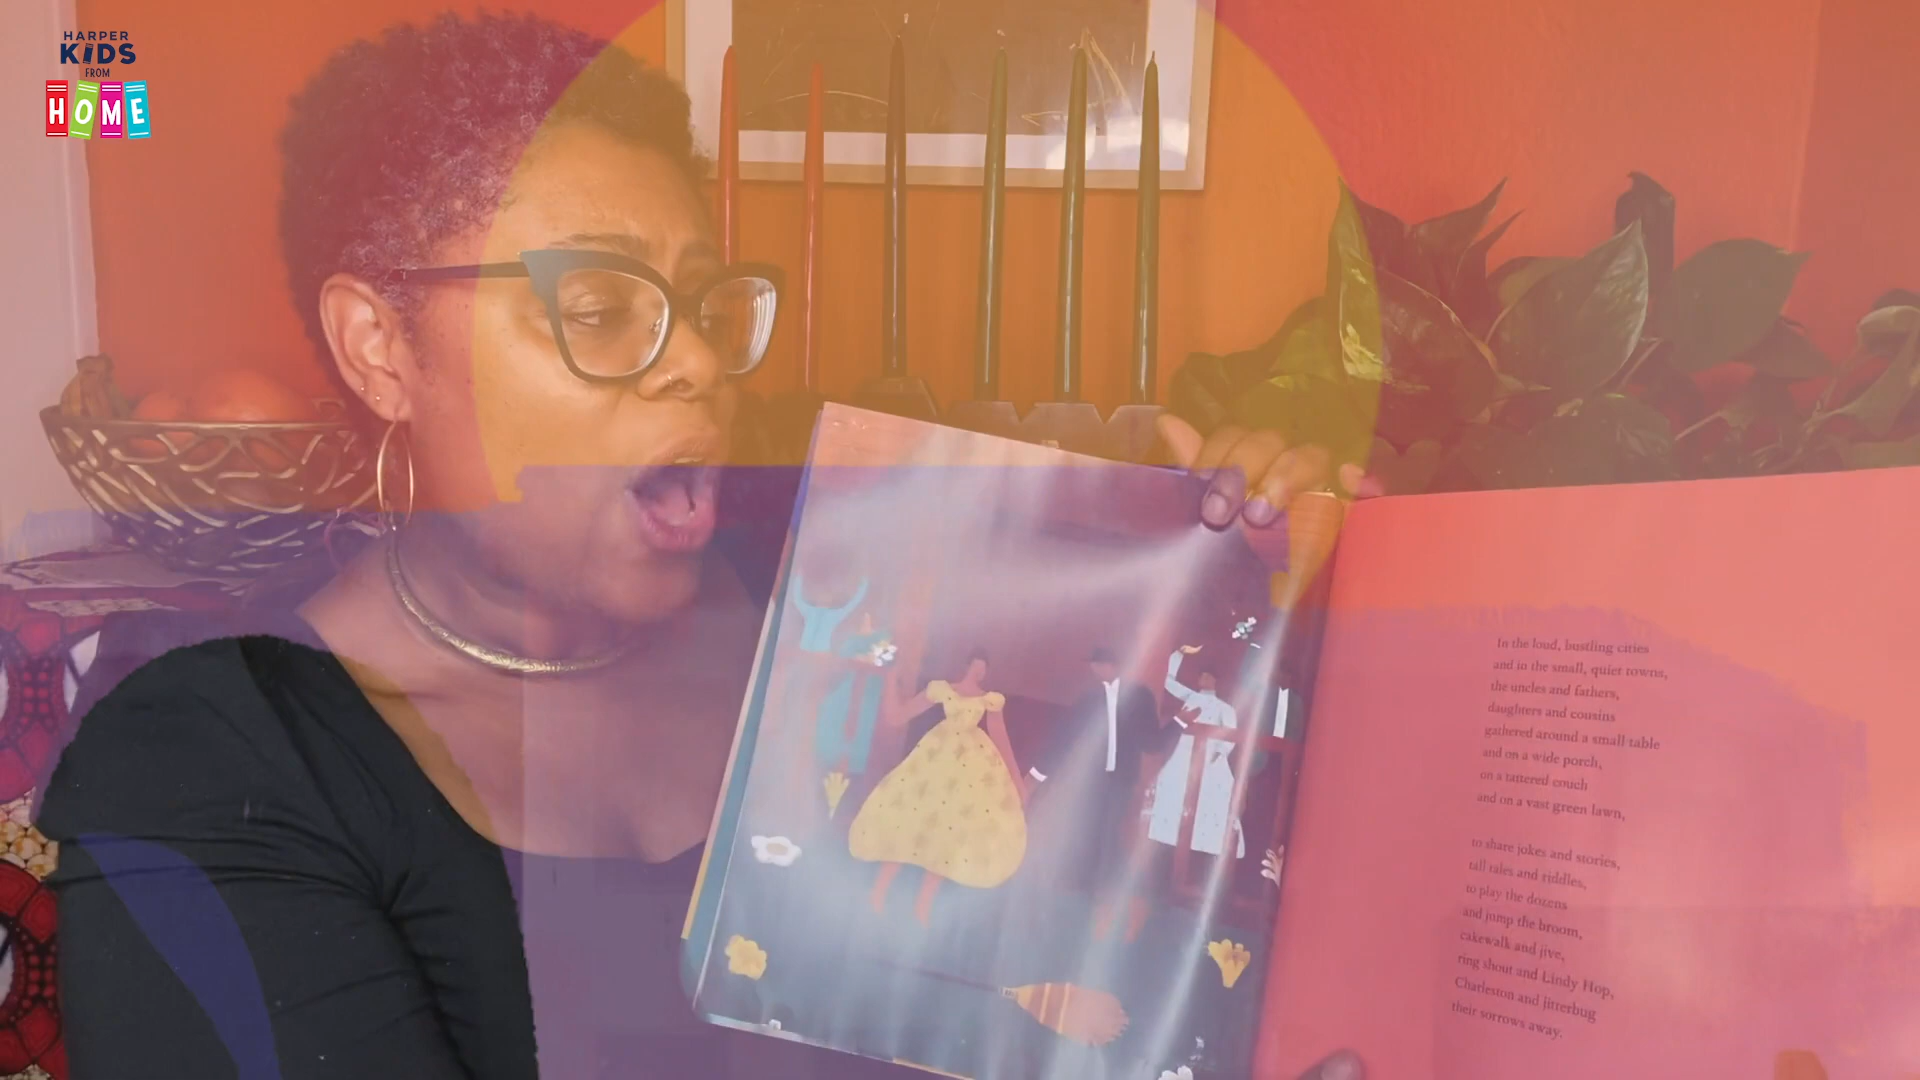 HARPER
KIDS
FROM
HOME
In the loud, bustling cities
and in the small, quiet towns,
the uncles and fathers,
daughters and cousins
gathered around a small table
and on a wide porch,
on a tattered couch
and on a vast green lawn,
to share jokes and stories,
tall tales and riddles,
to play the dozens
and jump the broom,
cakewalk and jive,
ring shout and Lindy Hop,
Charleston and jitterbug
their sorrows away.